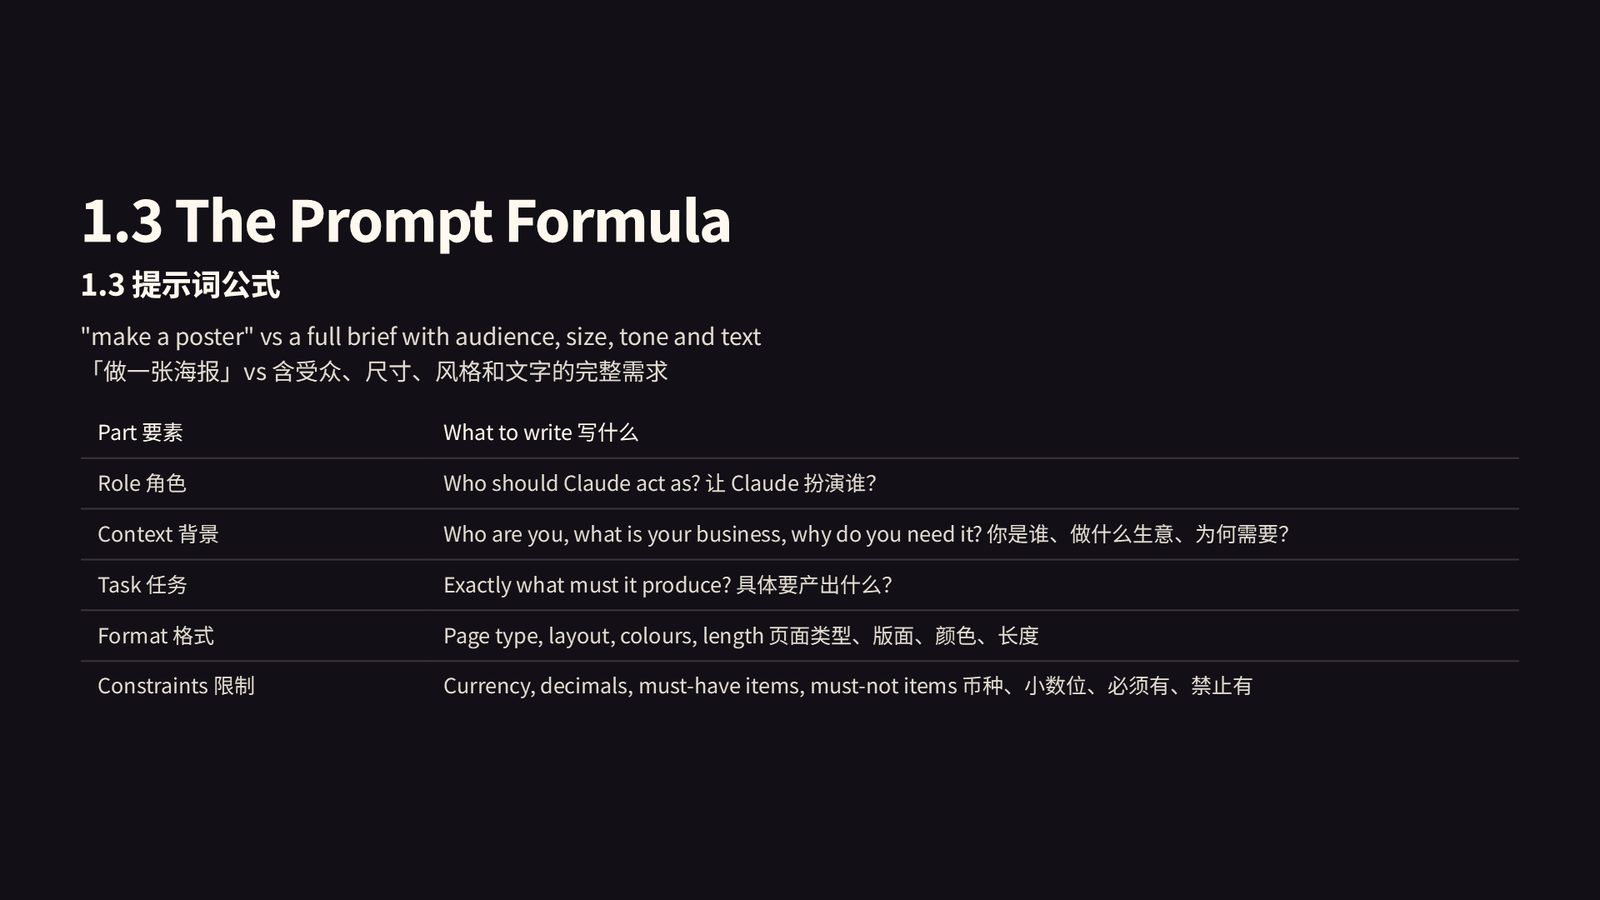 1.3 The Prompt Formula
1.3 提示词公式
"make a poster" vs a full brief with audience, size, tone and text
「做一张海报」vs 含受众、尺寸、风格和文字的完整需求
Part 要素 What to write 写什么
Role 角色 Who should Claude act as? 让 Claude 扮演谁？
Context 背景 Who are you, what is your business, why do you need it? 你是谁、做什么生意、为何需要？
Task 任务 Exactly what must it produce? 具体要产出什么？
Format 格式 Page type, layout, colours, length 页面类型、版面、颜色、长度
Constraints 限制 Currency, decimals, must-have items, must-not items 币种、小数位、必须有、禁止有